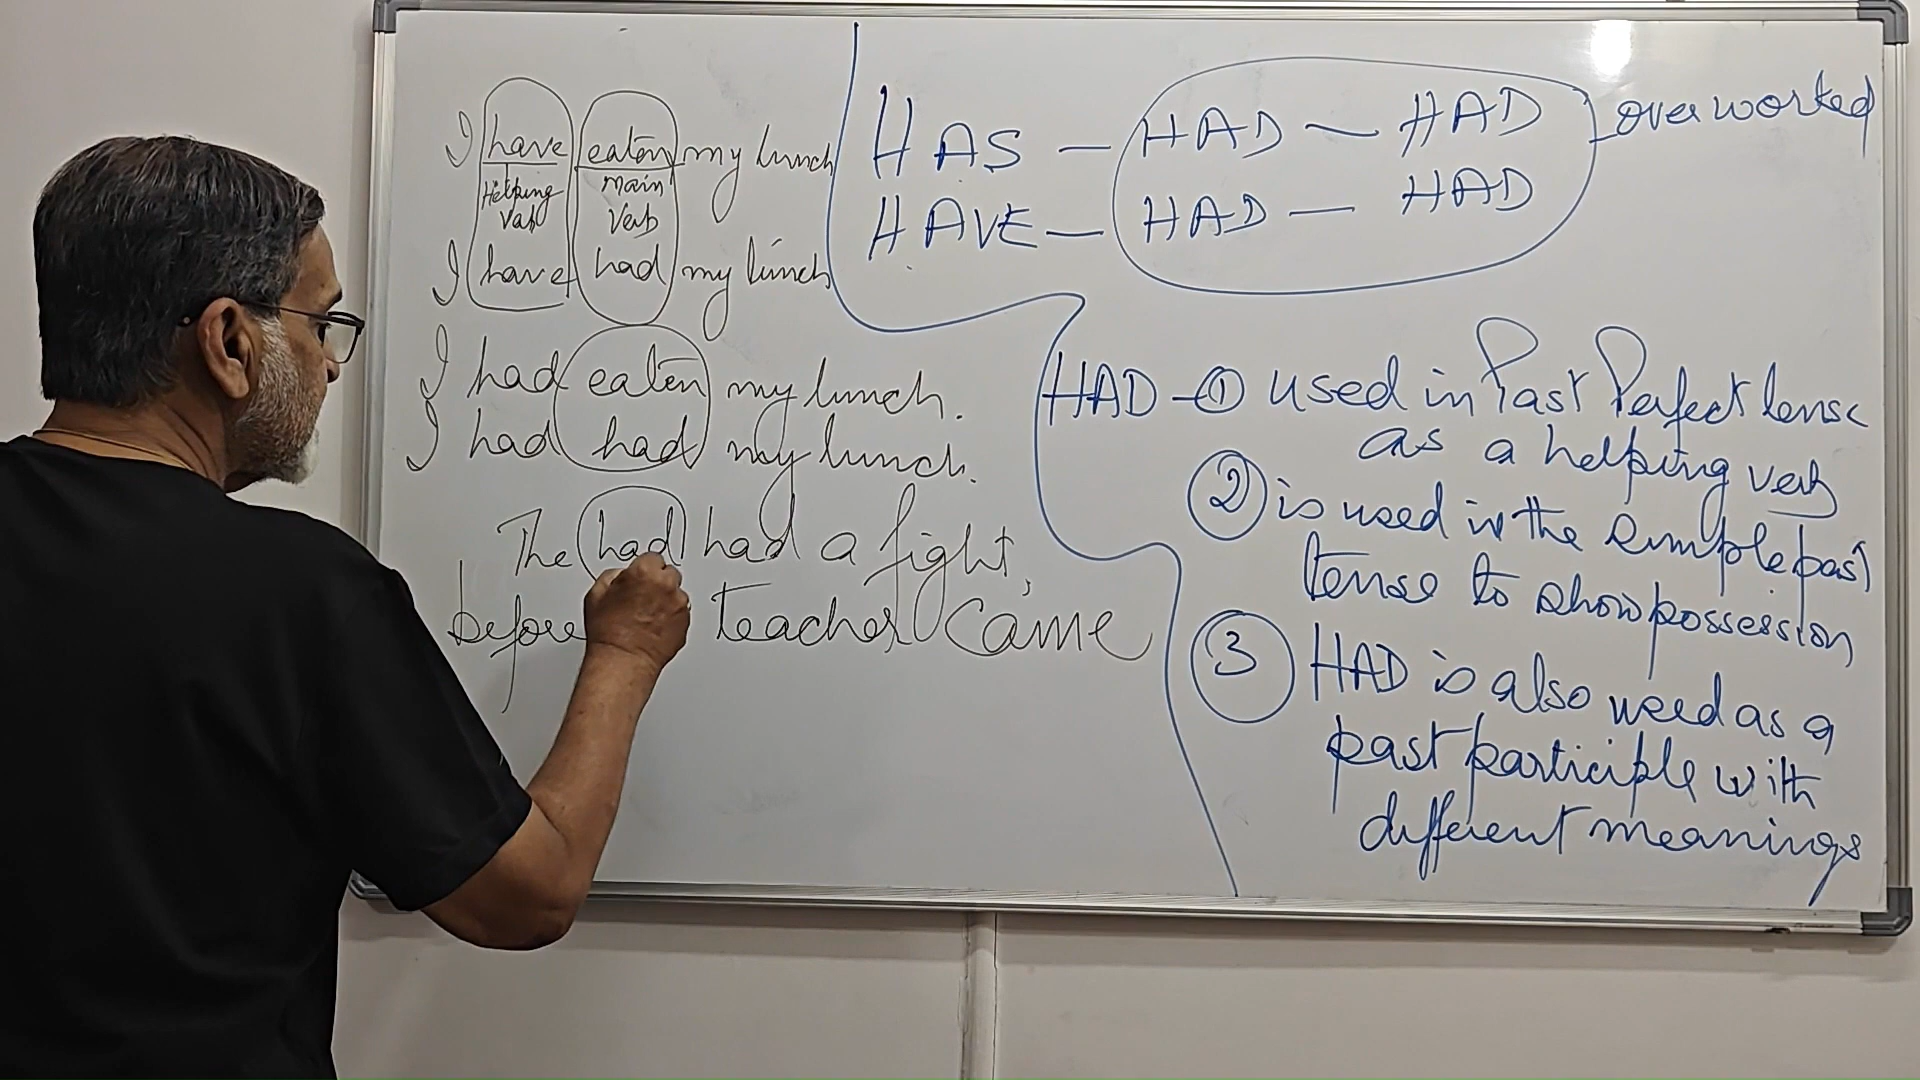 I have eaten my lunch
Helping main
Verb Verb
I have had my lunch
I had eaten my lunch.
I had had my lunch.
The had had a fight,
before teacher came
HAS - HAD - HAD overworked
HAVE - HAD - HAD
HAD - ① used in Past Perfect tense
as a helping verb
② is used in the simple past
tense to show possession
③ HAD is also used as a
past participle with
different meanings